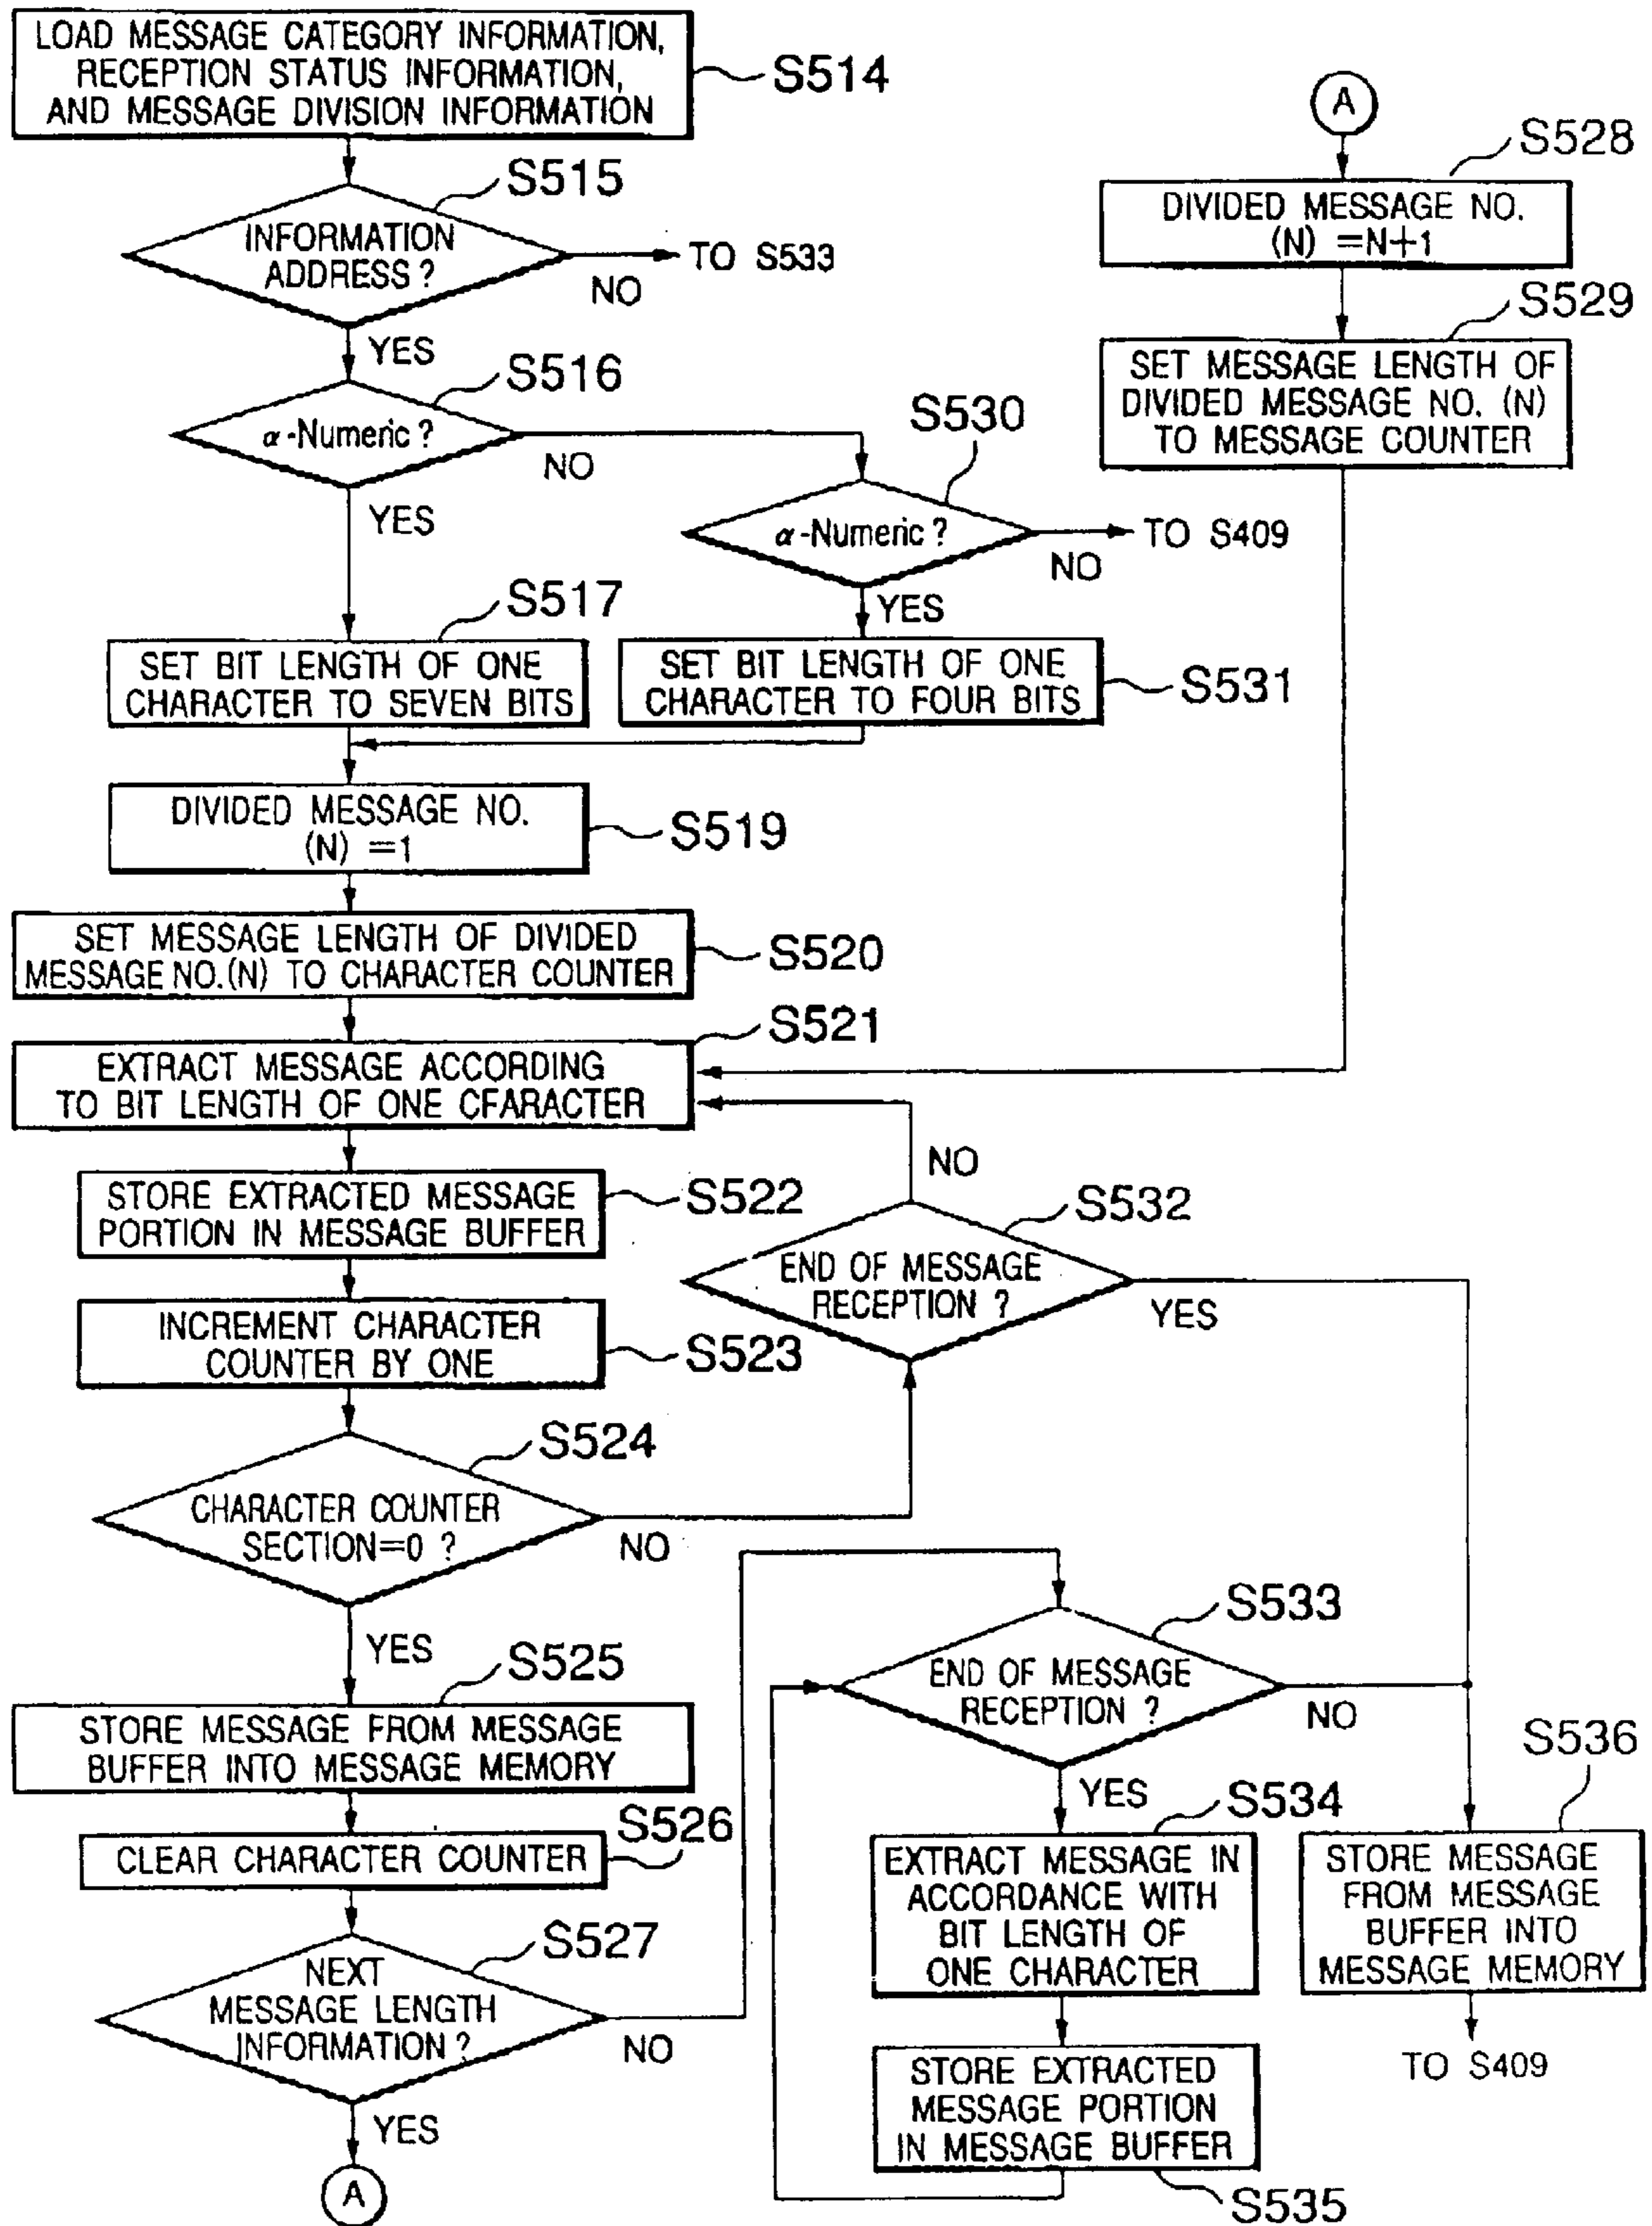 LOAD MESSAGE CATEGORY INFORMATION,
RECEPTION STATUS INFORMATION,
AND MESSAGE DIVISION INFORMATION
S514
S515
INFORMATION
ADDRESS ?
NO
TO S533
YES
S516
α-Numeric ?
NO
YES
S530
α-Numeric ?
TO S409
NO
YES
S517
SET BIT LENGTH OF ONE
CHARACTER TO SEVEN BITS
SET BIT LENGTH OF ONE
CHARACTER TO FOUR BITS
S531
DIVIDED MESSAGE NO.
(N) =1
S519
SET MESSAGE LENGTH OF DIVIDED
MESSAGE NO.(N) TO CHARACTER COUNTER
S520
S521
EXTRACT MESSAGE ACCORDING
TO BIT LENGTH OF ONE CFARACTER
STORE EXTRACTED MESSAGE
PORTION IN MESSAGE BUFFER
S522
INCREMENT CHARACTER
COUNTER BY ONE
S523
S524
CHARACTER COUNTER
SECTION=0 ?
NO
YES
S525
STORE MESSAGE FROM MESSAGE
BUFFER INTO MESSAGE MEMORY
S526
CLEAR CHARACTER COUNTER
S527
NEXT
MESSAGE LENGTH
INFORMATION ?
NO
YES
A
A
S528
DIVIDED MESSAGE NO.
(N) =N+1
S529
SET MESSAGE LENGTH OF
DIVIDED MESSAGE NO. (N)
TO MESSAGE COUNTER
NO
S532
END OF MESSAGE
RECEPTION ?
YES
S533
END OF MESSAGE
RECEPTION ?
NO
YES
S534
EXTRACT MESSAGE IN
ACCORDANCE WITH
BIT LENGTH OF
ONE CHARACTER
STORE EXTRACTED
MESSAGE PORTION
IN MESSAGE BUFFER
S535
S536
STORE MESSAGE
FROM MESSAGE
BUFFER INTO
MESSAGE MEMORY
TO S409